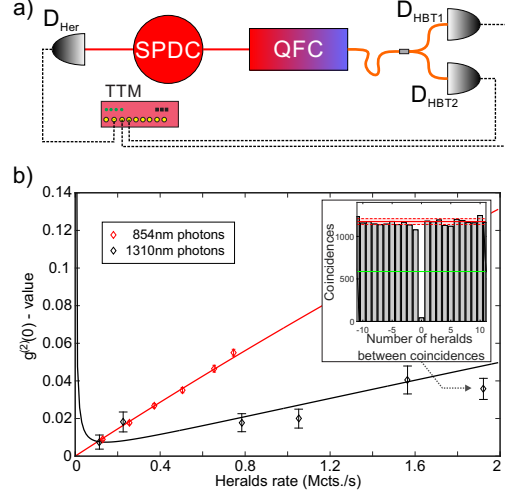 a)
D Her
SPDC
QFC
D HBT1
D HBT2
TTM
b)
0.14
0.12
0.1
0.08
0.06
0.04
0.02
0
g(2)(0) - value
854nm photons
1310nm photons
Coincidences
1000
500
0
-10 -5 0 5 10
Number of heralds
between coincidences
0 0.4 0.8 1.2 1.6 2
Heralds rate (Mcts./s)